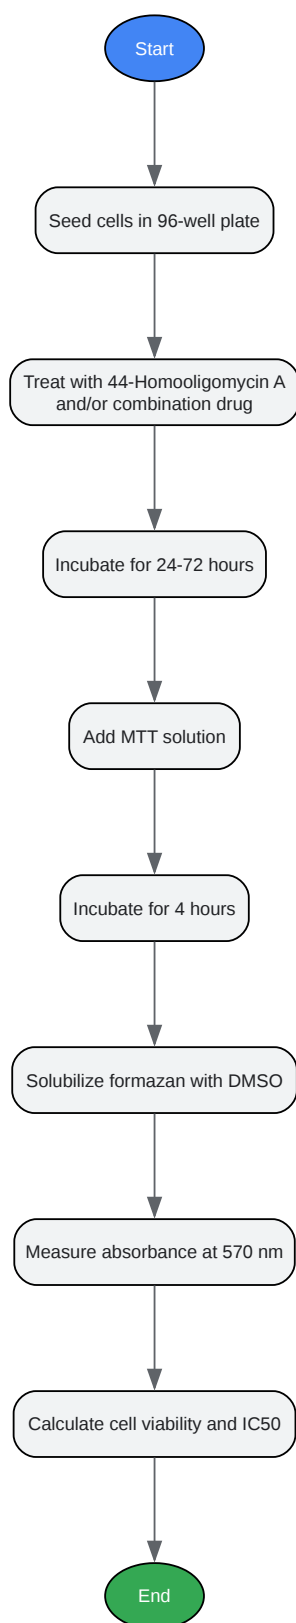 Start
Seed cells in 96-well plate
Treat with 44-Homooligomycin A
and/or combination drug
Incubate for 24-72 hours
Add MTT solution
Incubate for 4 hours
Solubilize formazan with DMSO
Measure absorbance at 570 nm
Calculate cell viability and IC50
End